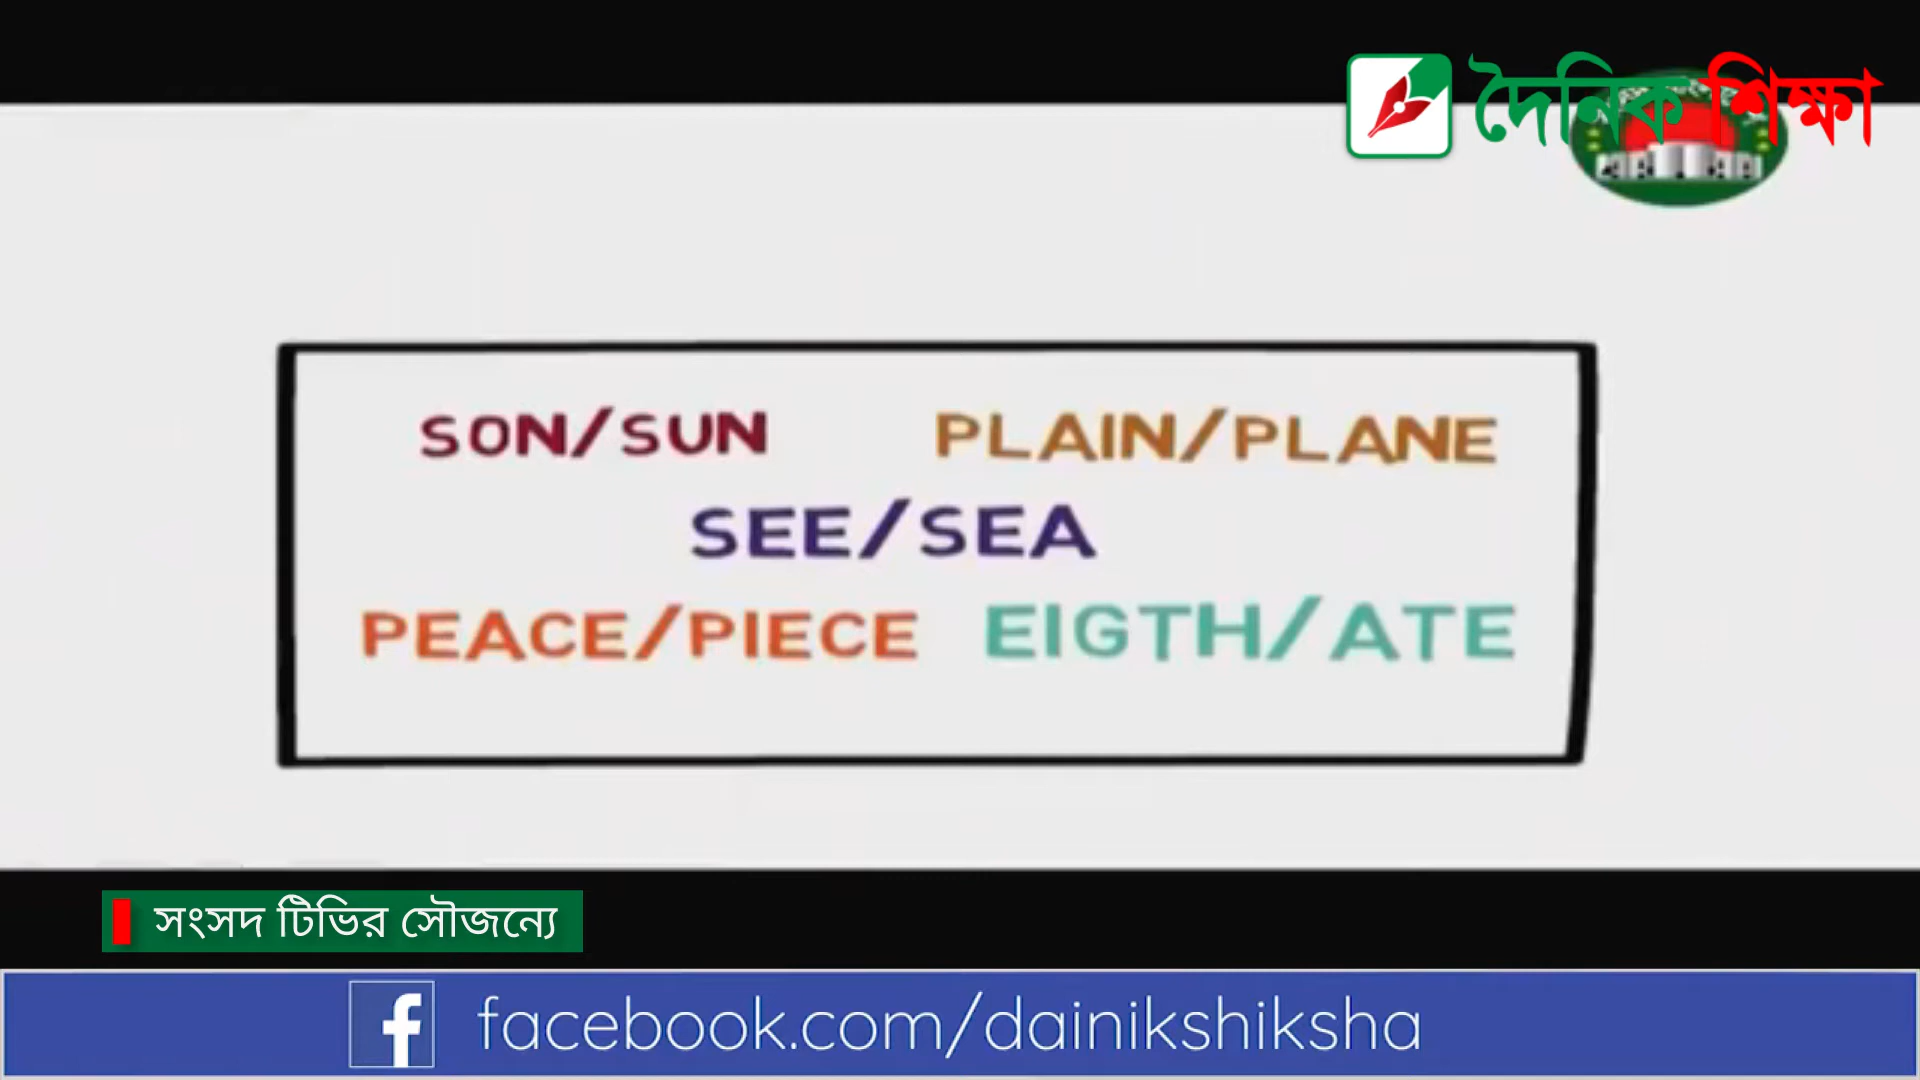 দৈনিক শিক্ষা
SON/SUN PLAIN/PLANE
SEE/SEA
PEACE/PIECE EIGTH/ATE
সংসদ টিভির সৌজন্যে
facebook.com/dainikshiksha